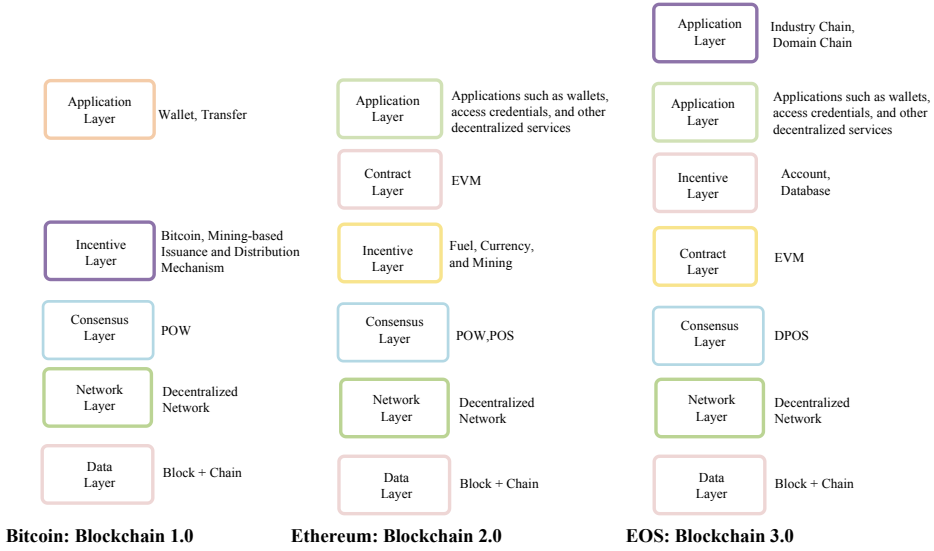 Application
Layer
Wallet, Transfer
Incentive
Layer
Bitcoin, Mining-based
Issuance and Distribution
Mechanism
Consensus
Layer
POW
Network
Layer
Decentralized
Network
Data
Layer
Block + Chain
Bitcoin: Blockchain 1.0
Application
Layer
Applications such as wallets,
access credentials, and other
decentralized services
Contract
Layer
EVM
Incentive
Layer
Fuel, Currency,
and Mining
Consensus
Layer
POW,POS
Network
Layer
Decentralized
Network
Data
Layer
Block + Chain
Ethereum: Blockchain 2.0
Application
Layer
Industry Chain,
Domain Chain
Application
Layer
Applications such as wallets,
access credentials, and other
decentralized services
Incentive
Layer
Account,
Database
Contract
Layer
EVM
Consensus
Layer
DPOS
Network
Layer
Decentralized
Network
Data
Layer
Block + Chain
EOS: Blockchain 3.0